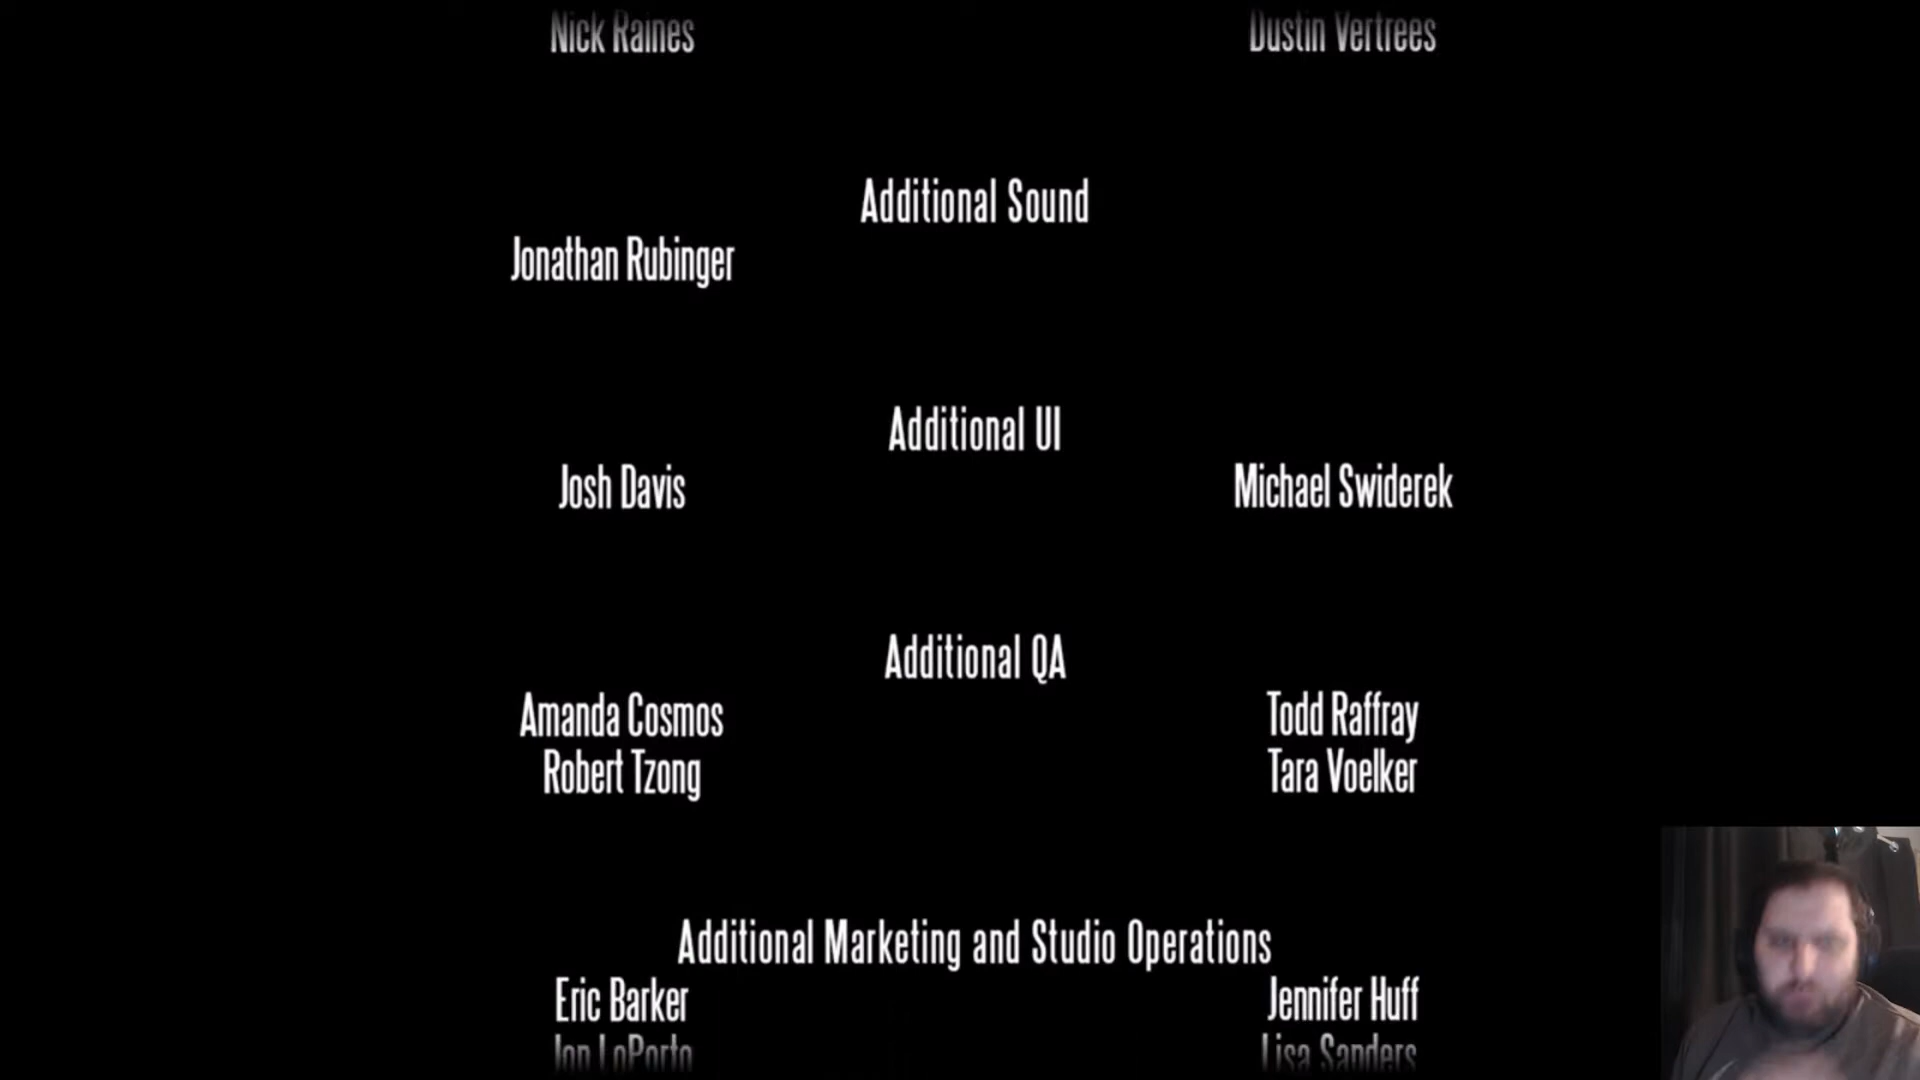 Nick Raines Dustin Vertrees
Additional Sound
Jonathan Rubinger
Additional UI
Josh Davis Michael Swiderek
Additional QA
Amanda Cosmos Todd Raffray
Robert Tzong Tara Voelker
Additional Marketing and Studio Operations
Eric Barker Jennifer Huff
Jon LoPorto Lisa Sanders